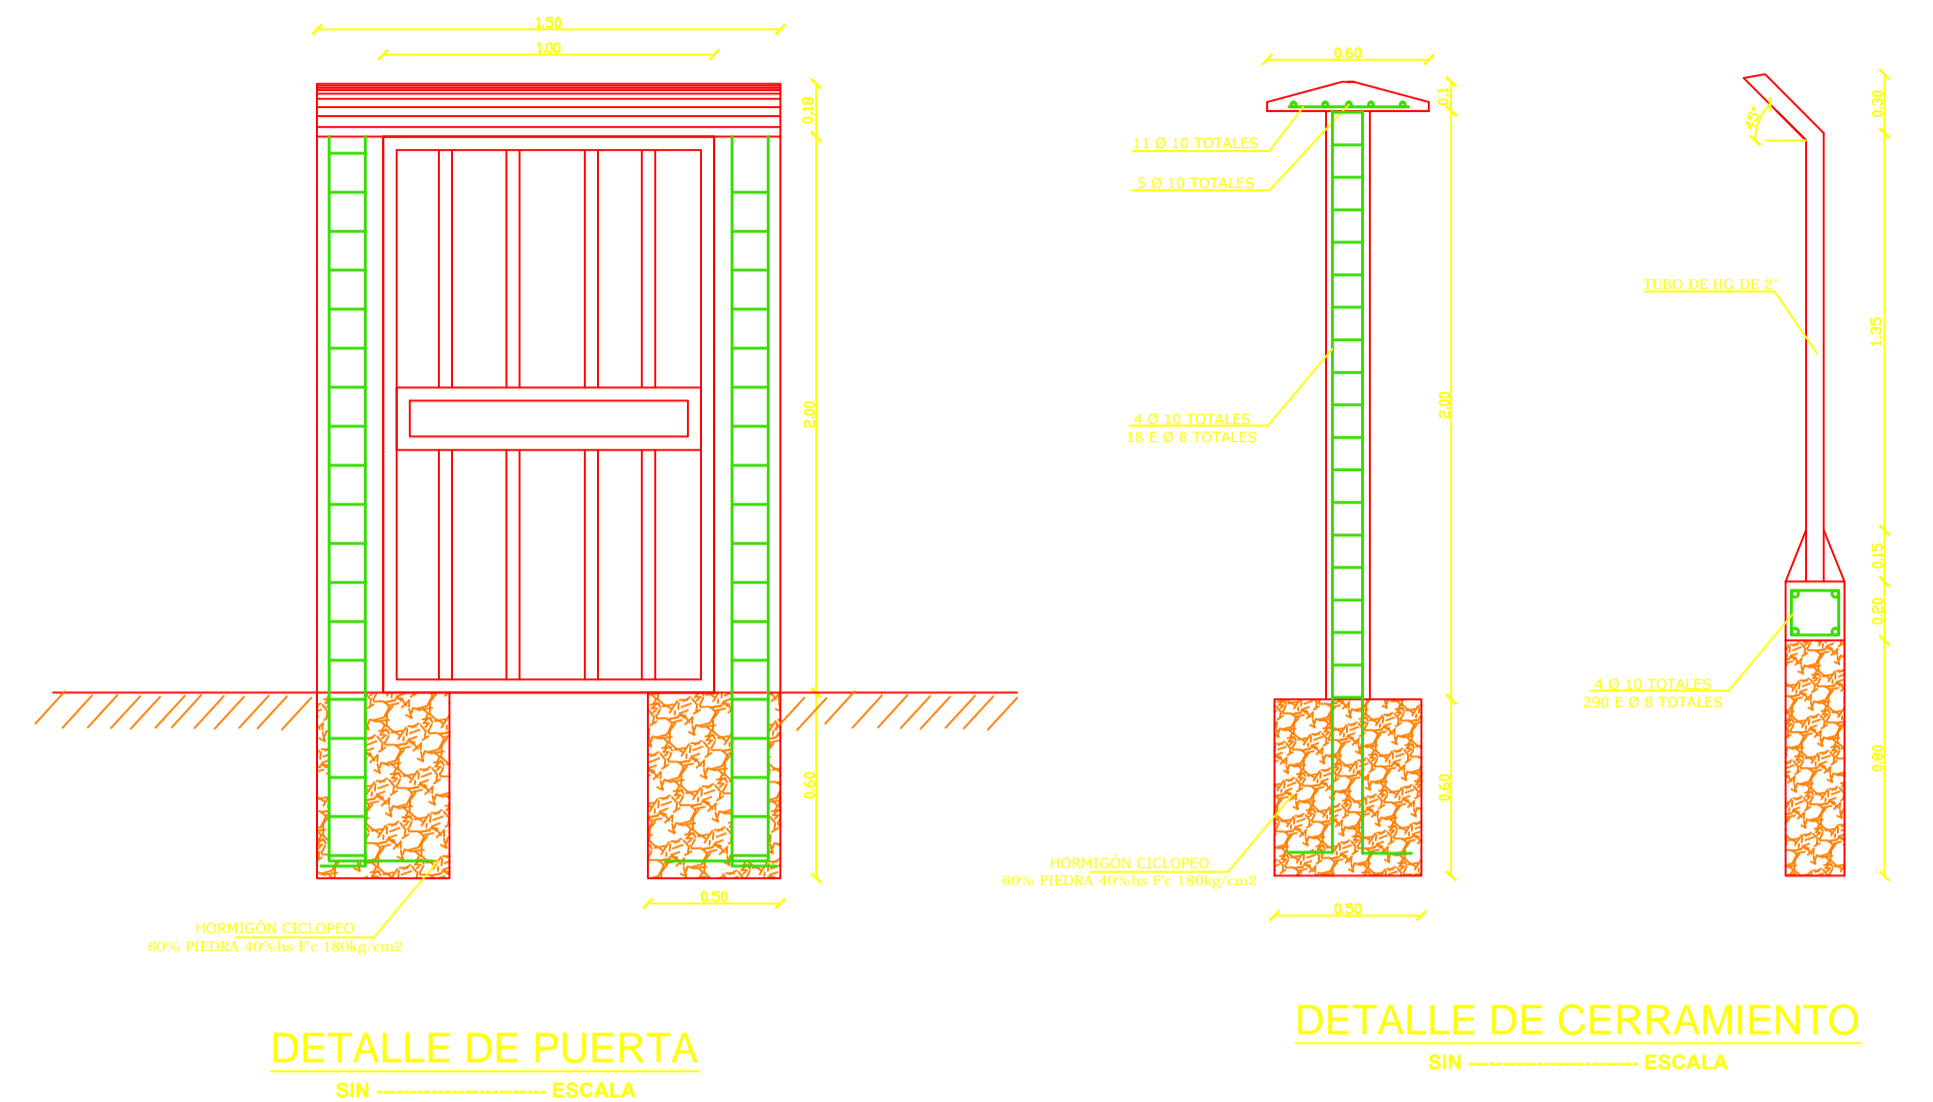 1.50
1.00
0.18
2.00
0.60
0.50
HORMIGÓN CICLOPEO
60% PIEDRA 40%hs F'c 180kg/cm2
DETALLE DE PUERTA
SIN ------------------------- ESCALA
0.60
0.1
11 Ø 10 TOTALES
5 Ø 10 TOTALES
2.00
4 Ø 10 TOTALES
18 E Ø 8 TOTALES
0.60
HORMIGÓN CICLOPEO
60% PIEDRA 40%hs F'c 180kg/cm2
0.50
45°
0.30
TUBO DE HG DE 2"
1.35
0.15
0.20
4 Ø 10 TOTALES
290 E Ø 8 TOTALES
0.80
DETALLE DE CERRAMIENTO
SIN ------------------------- ESCALA